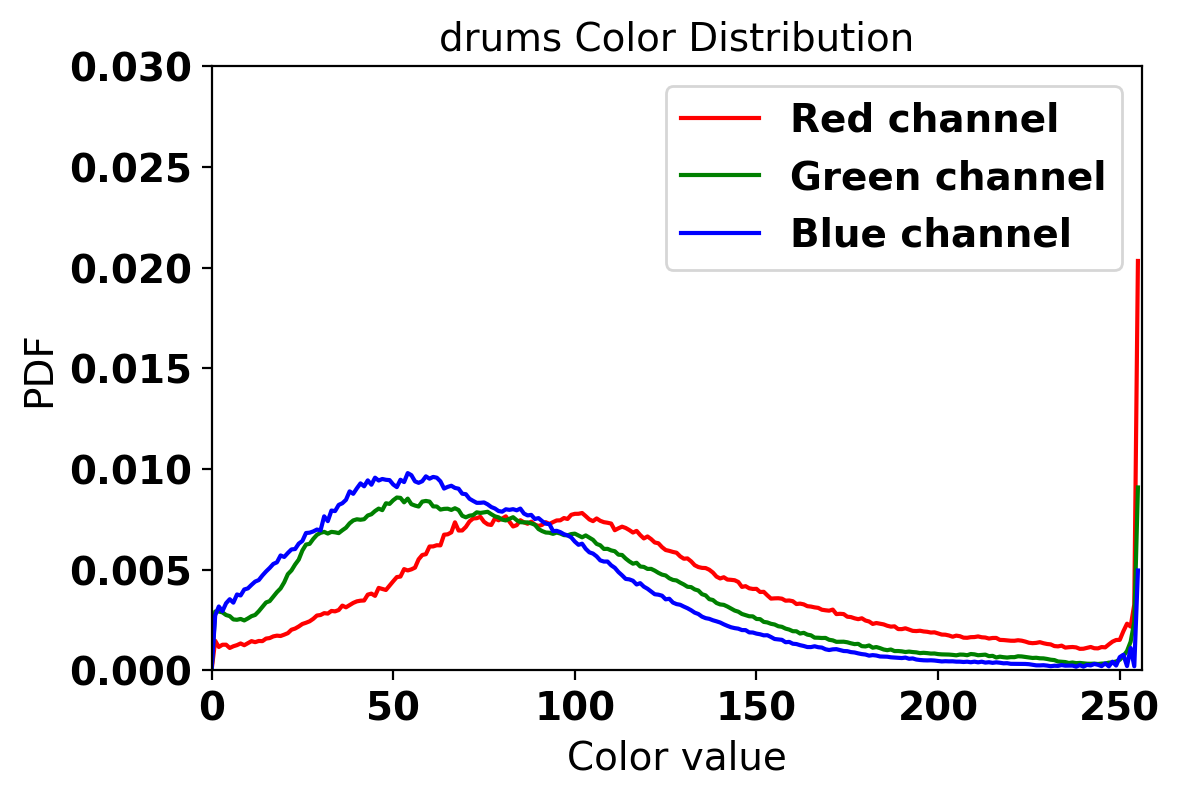 drums Color Distribution
0.030
0.025
0.020
0.015
0.010
0.005
0.000
PDF
Red channel
Green channel
Blue channel
0 50 100 150 200 250
Color value